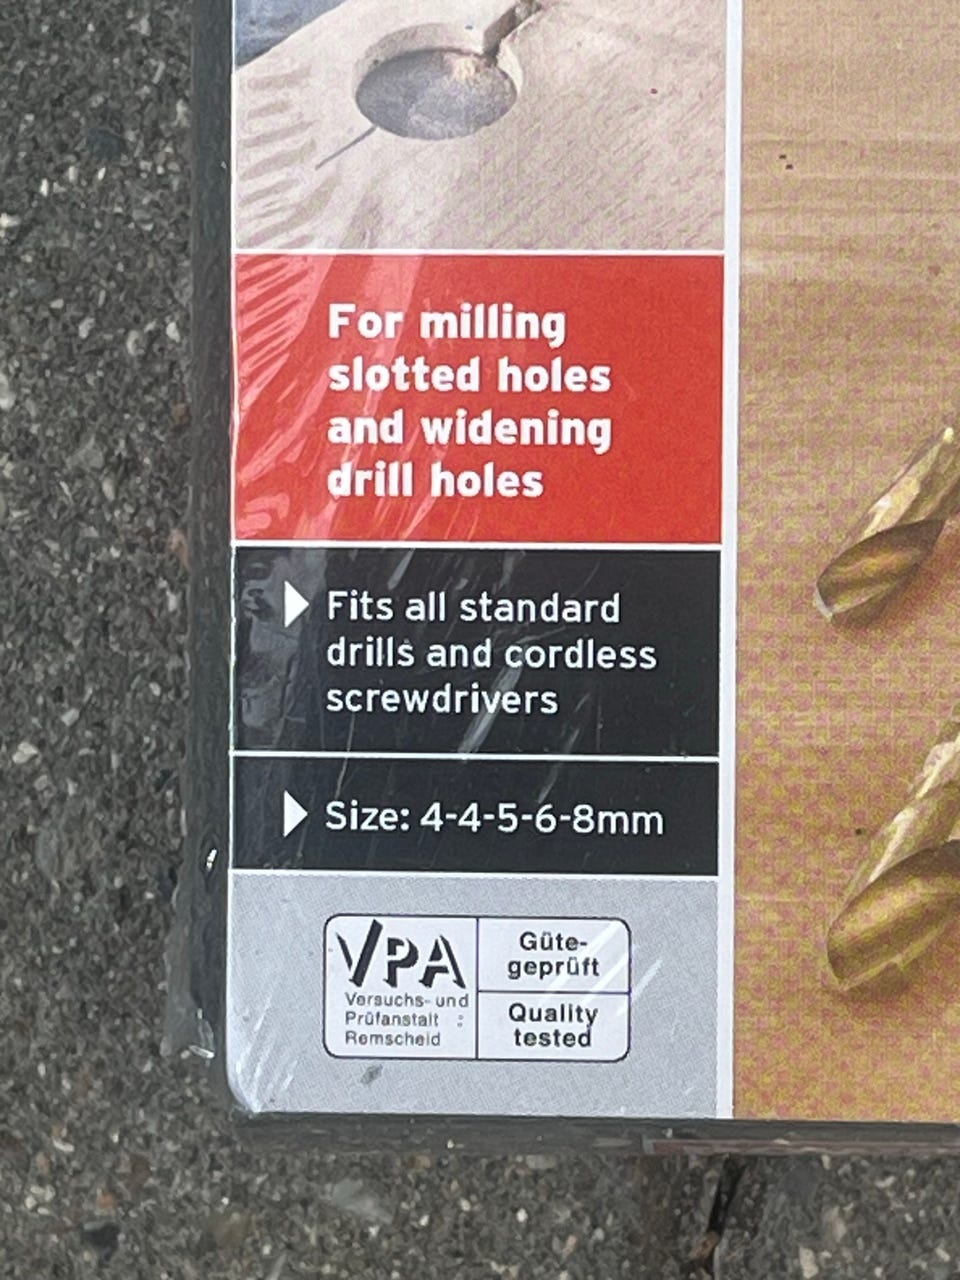 For milling
slotted holes
and widening
drill holes
Fits all standard
drills and cordless
screwdrivers
Size: 4-4-5-6-8mm
VPA
Versuchs- und
Prüfanstalt :
Remscheid
Güte-
geprüft
Quality
tested